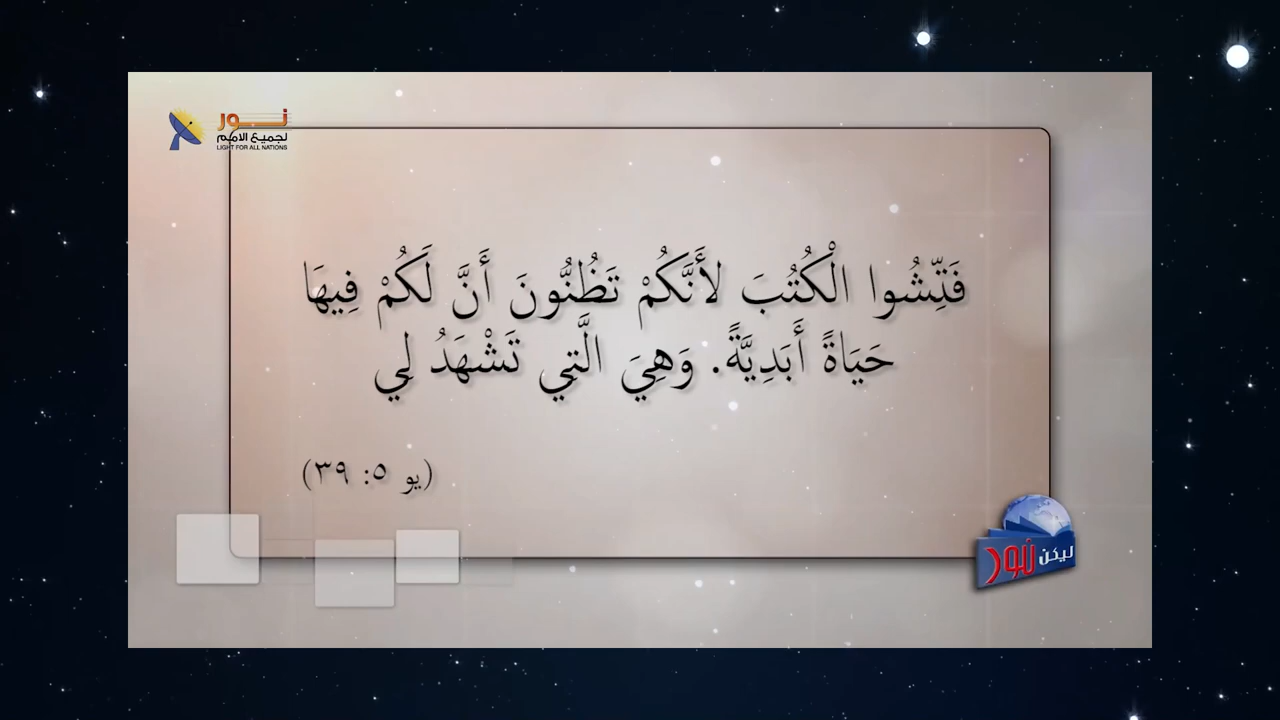 نور
لجميع الامم
LIGHT FOR ALL NATIONS
فَتِّشُوا الْكُتُبَ لأَنَّكُمْ تَظُنُّونَ أَنَّ لَكُمْ فِيهَا
حَيَاةً أَبَدِيَّةً. وَهِيَ الَّتِي تَشْهَدُ لِي
(يو ٥: ٣٩)
ليكن نور